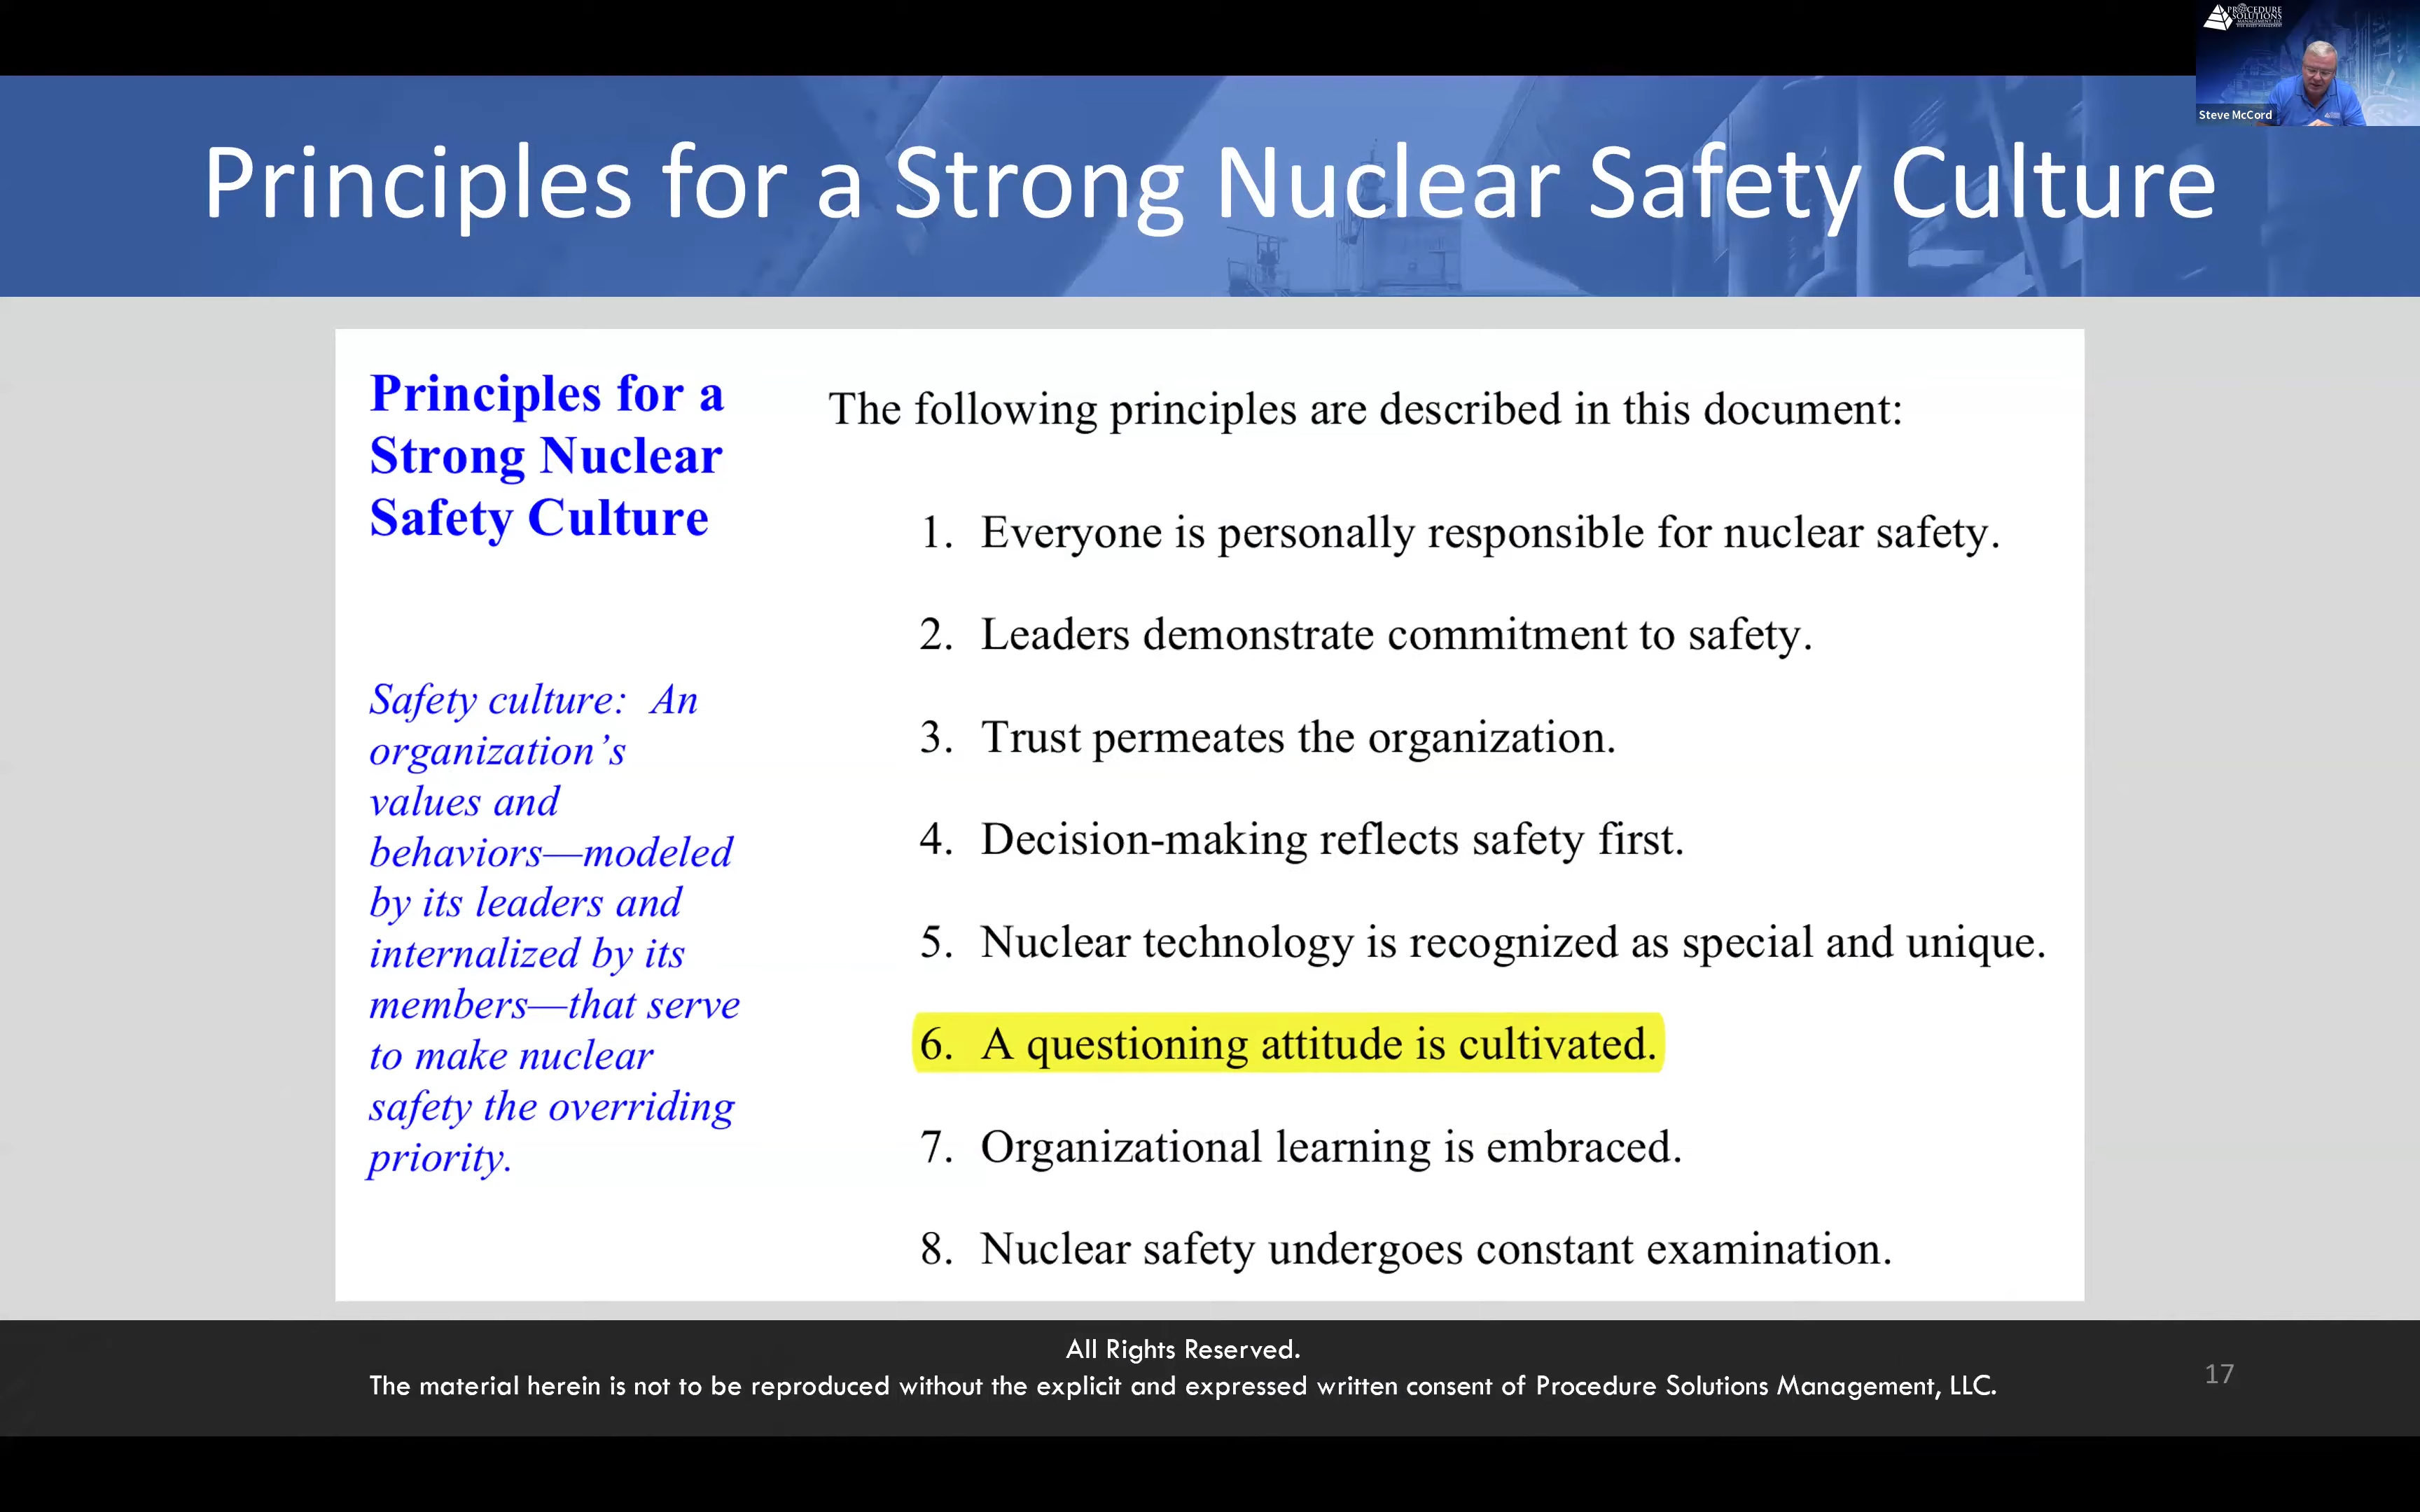 PROCEDURE
SOLUTIONS
Steve McCord
Principles for a Strong Nuclear Safety Culture
Principles for a
Strong Nuclear
Safety Culture
Safety culture: An
organization’s
values and
behaviors—modeled
by its leaders and
internalized by its
members—that serve
to make nuclear
safety the overriding
priority.
The following principles are described in this document:
1. Everyone is personally responsible for nuclear safety.
2. Leaders demonstrate commitment to safety.
3. Trust permeates the organization.
4. Decision-making reflects safety first.
5. Nuclear technology is recognized as special and unique.
6. A questioning attitude is cultivated.
7. Organizational learning is embraced.
8. Nuclear safety undergoes constant examination.
All Rights Reserved.
The material herein is not to be reproduced without the explicit and expressed written consent of Procedure Solutions Management, LLC.
17